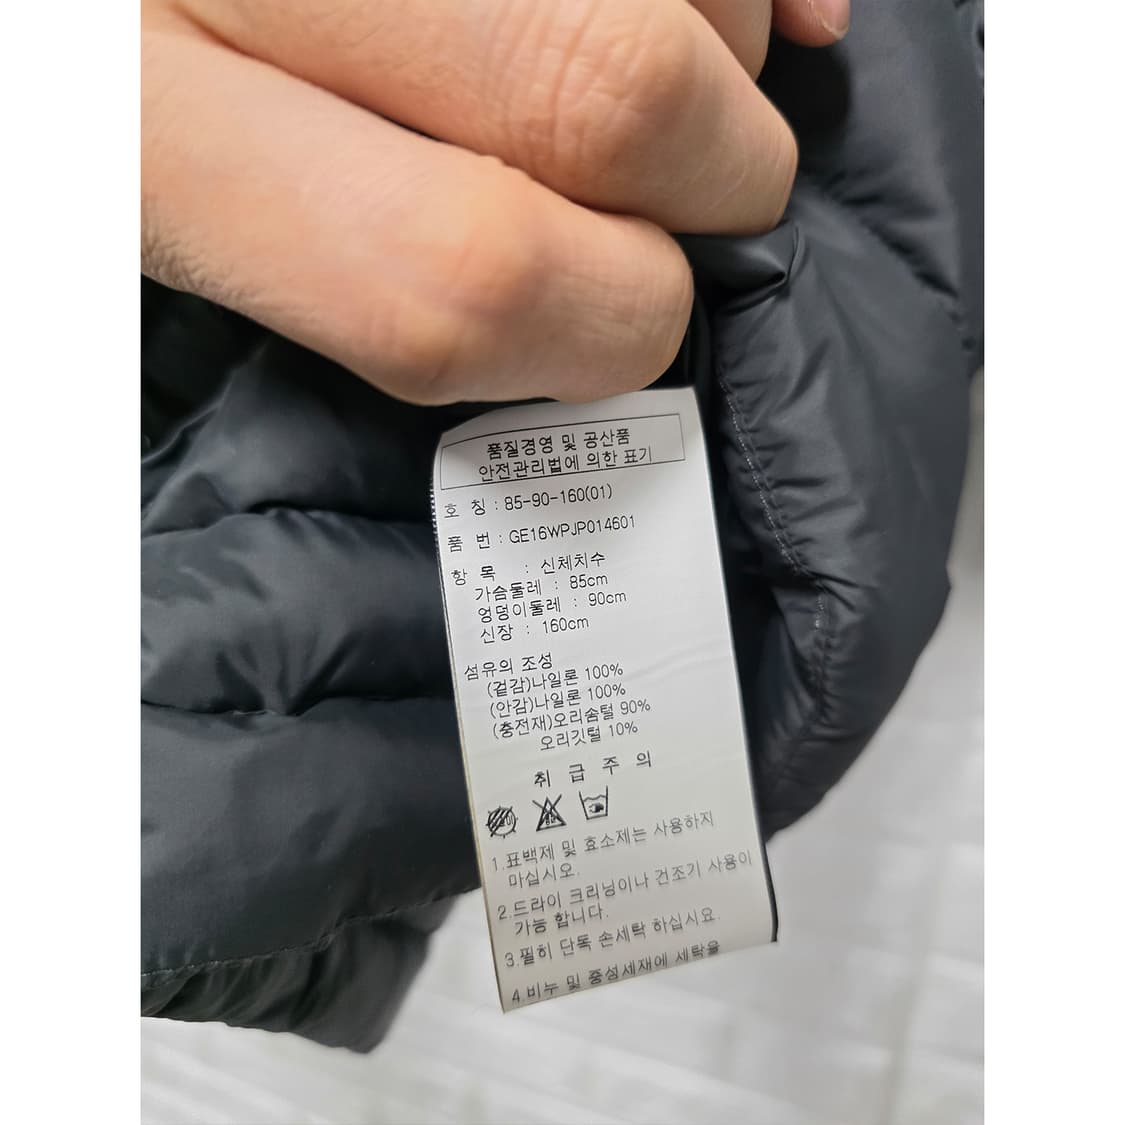 품질경영 및 공산품
안전관리법에 의한 표기
호 칭 : 85-90-160(01)
품 번 : GE16WPJP014601
항 목 : 신체치수
가슴둘레 : 85cm
엉덩이둘레 : 90cm
신장 : 160cm
섬유의 조성
(겉감)나일론 100%
(안감)나일론 100%
(충전재)오리솜털 90%
오리깃털 10%
취 급 주 의
1.표백제 및 효소제는 사용하지
마십시오.
2.드라이 크리닝이나 건조기 사용이
가능 합니다.
3.필히 단독 손세탁 하십시요.
4.비누 및 중성세재에 세탁을